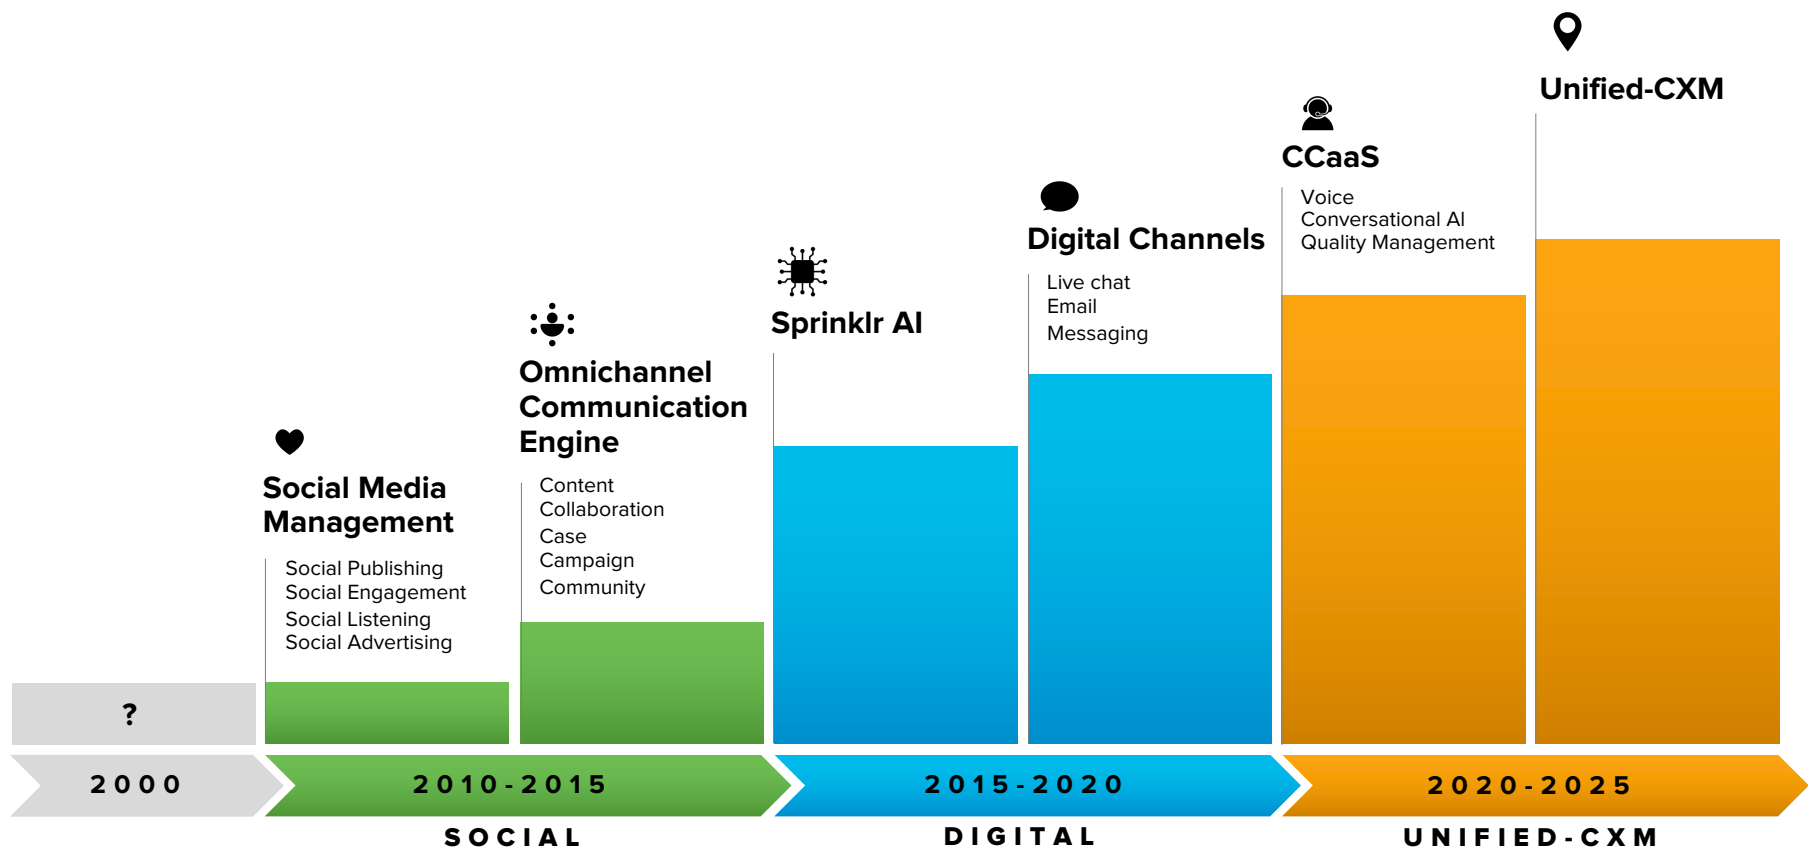 Social Media
Management
Social Publishing
Social Engagement
Social Listening
Social Advertising
Omnichannel
Communication
Engine
Content
Collaboration
Case
Campaign
Community
Sprinklr AI
Digital Channels
Live chat
Email
Messaging
CCaaS
Voice
Conversational AI
Quality Management
Unified-CXM
?
2000
2010-2015
2015-2020
2020-2025
SOCIAL
DIGITAL
UNIFIED-CXM